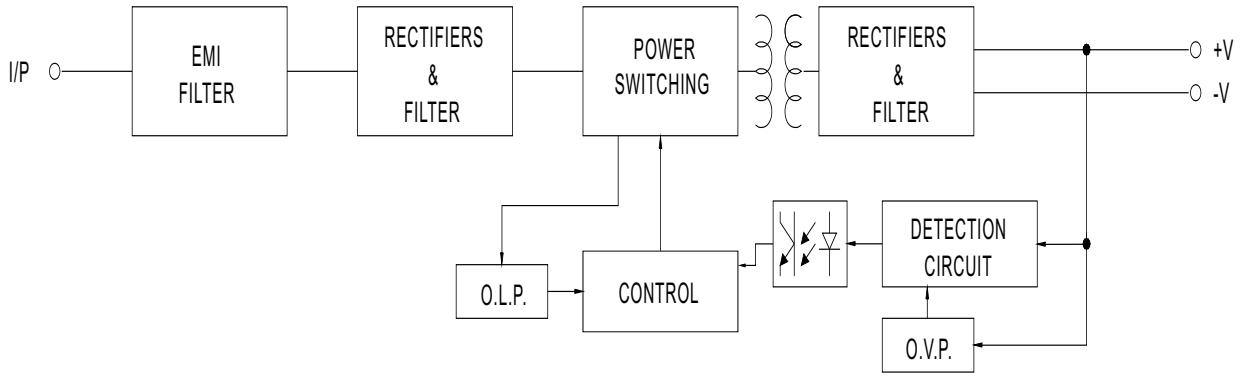 I/P
EMI
FILTER
RECTIFIERS
&
FILTER
POWER
SWITCHING
RECTIFIERS
&
FILTER
+V
-V
O.L.P.
CONTROL
DETECTION
CIRCUIT
O.V.P.